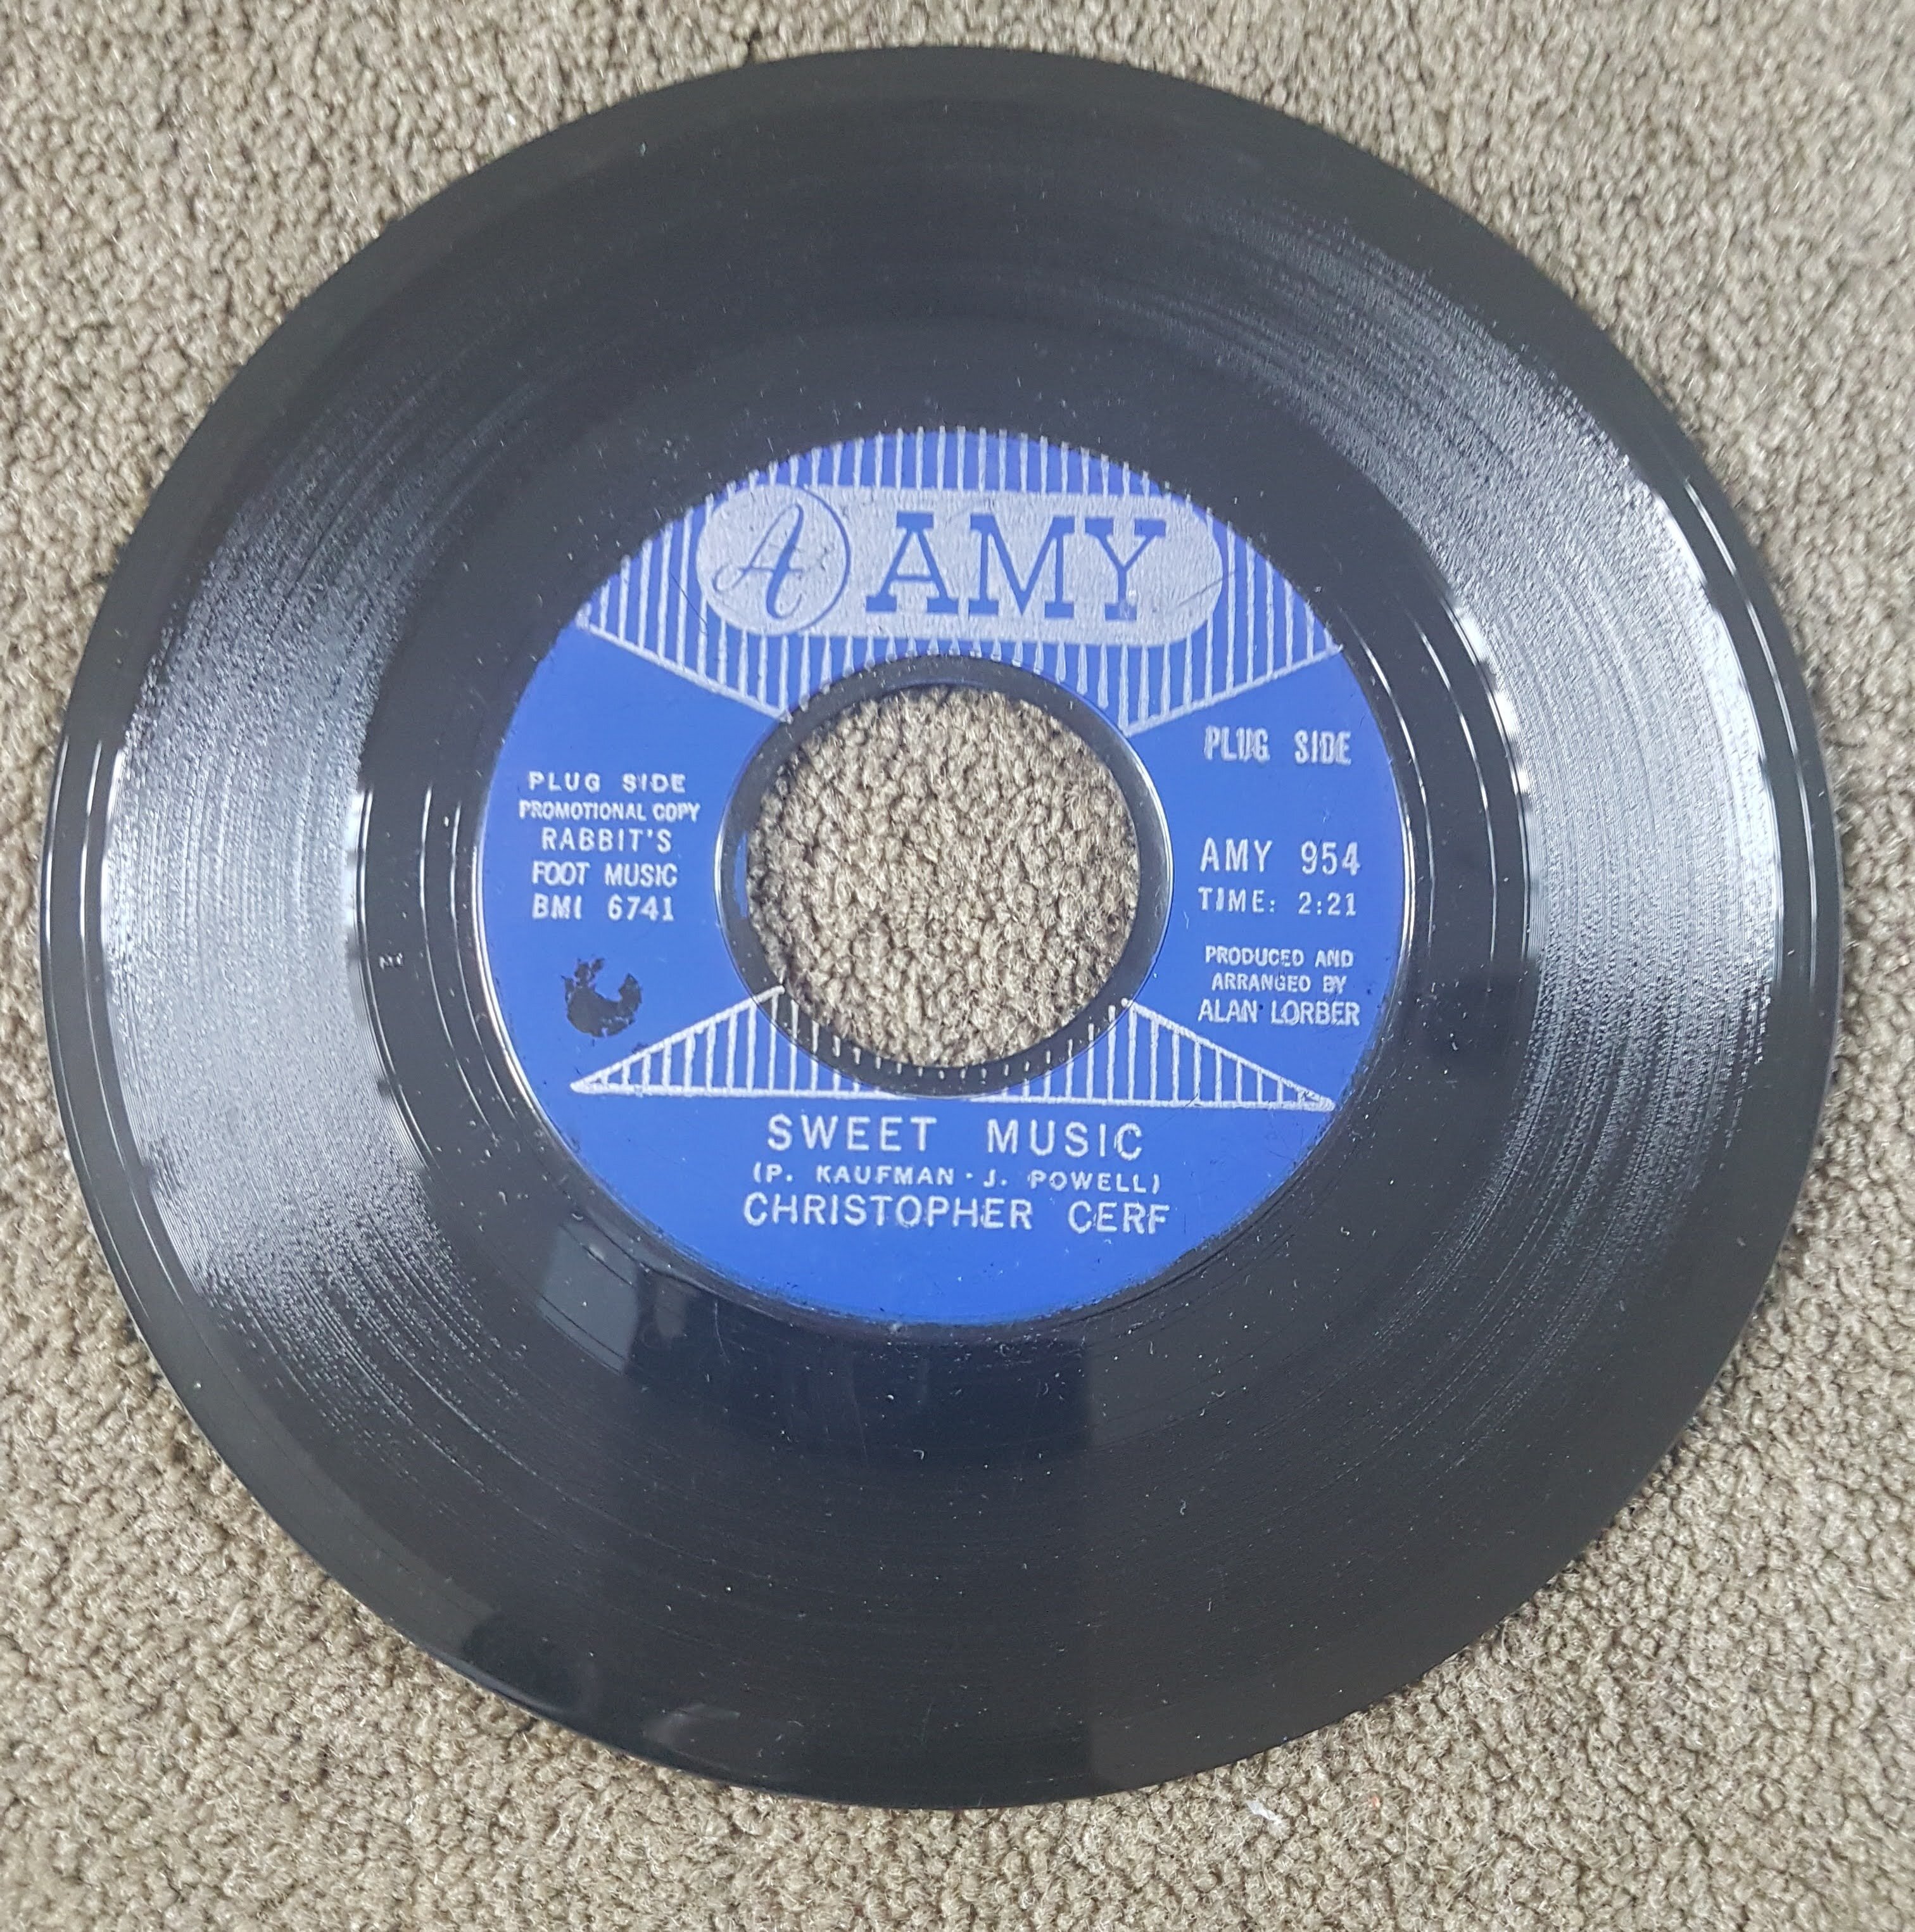 A AMY
PLUG SIDE
PLUG SIDE
PROMOTIONAL COPY
RABBIT'S
FOOT MUSIC
BMI 6741
AMY 954
TIME: 2:21
PRODUCED AND
ARRANGED BY
ALAN LORBER
SWEET MUSIC
(P. KAUFMAN - J. POWELL)
CHRISTOPHER CERF